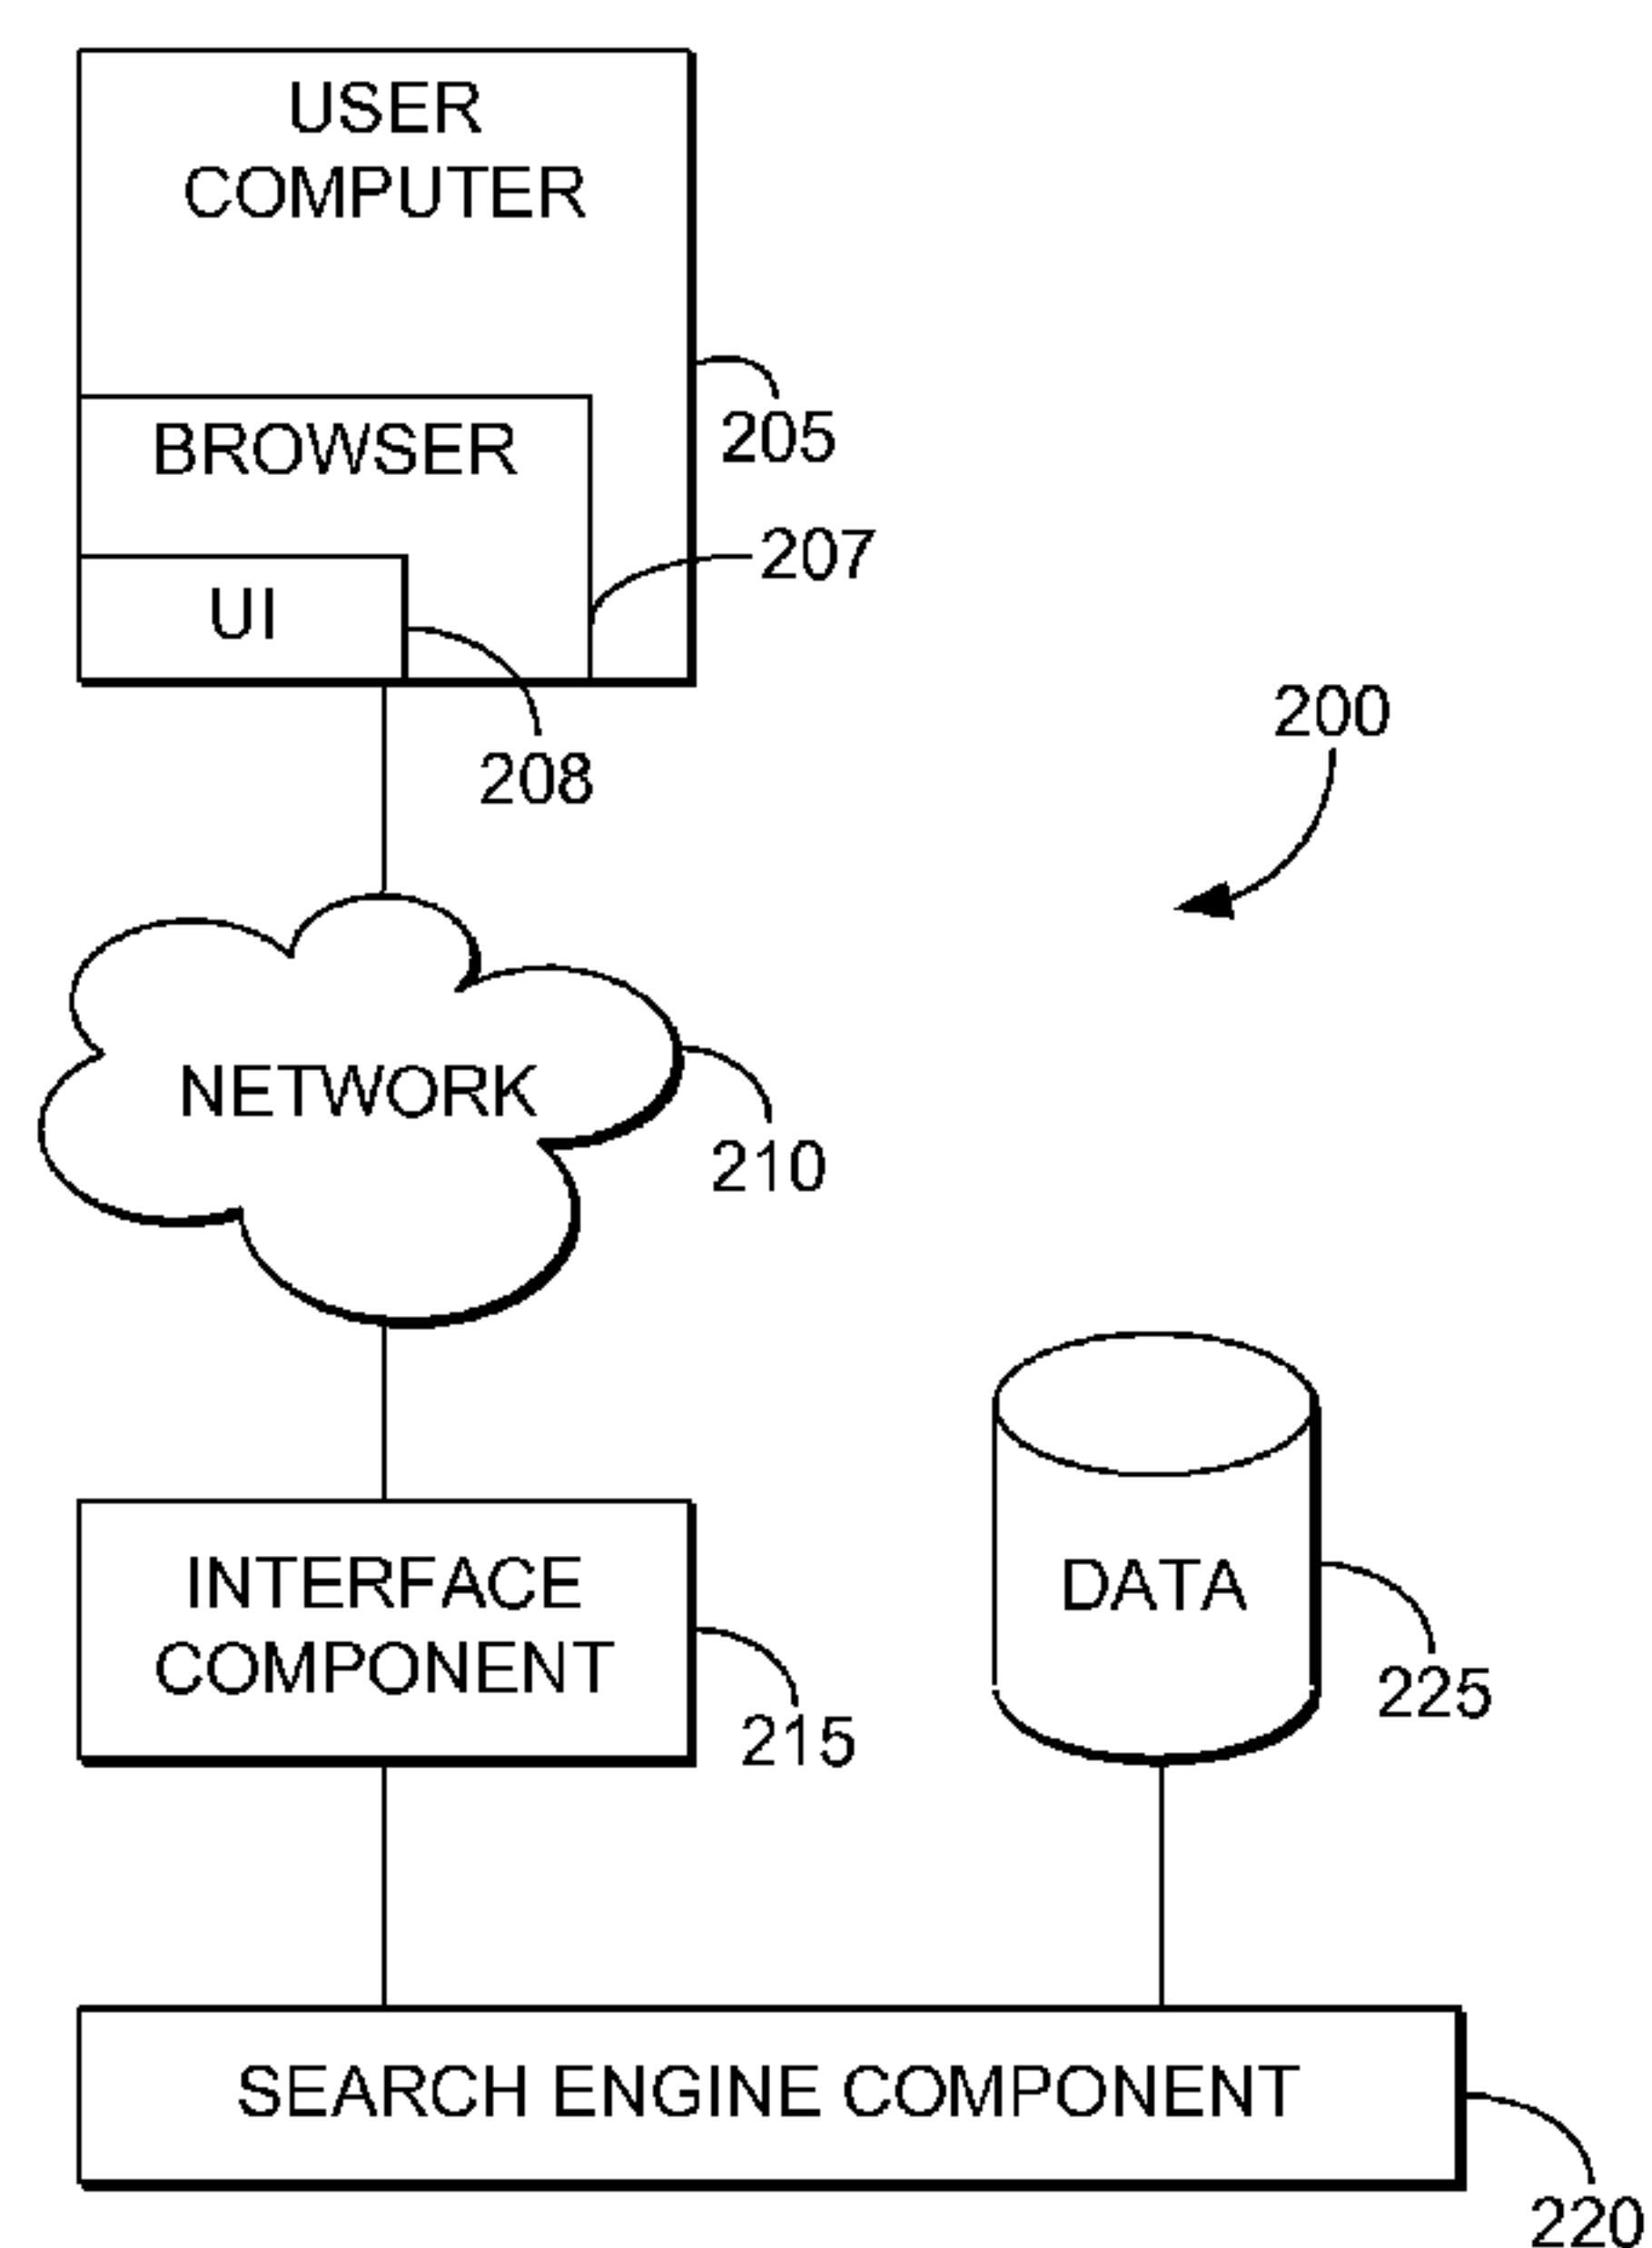 USER
COMPUTER
205
BROWSER
207
UI
208
200
NETWORK
210
INTERFACE
COMPONENT
215
DATA
225
SEARCH ENGINE COMPONENT
220